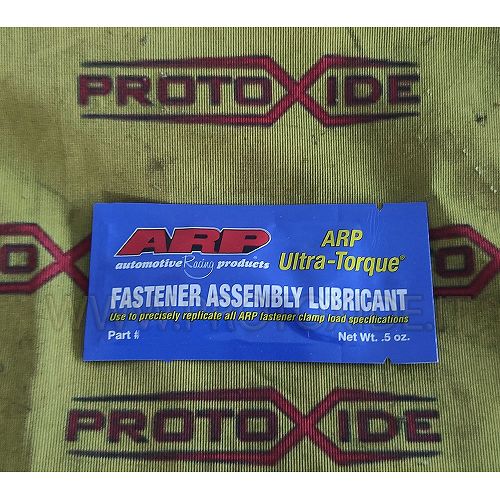 PROTOXIDE
ARP
automotive Racing products
ARP
Ultra-Torque®
FASTENER ASSEMBLY LUBRICANT
Use to precisely replicate all ARP fastener clamp load specifications
Part #
Net Wt. .5 oz.
PROTOXIDE